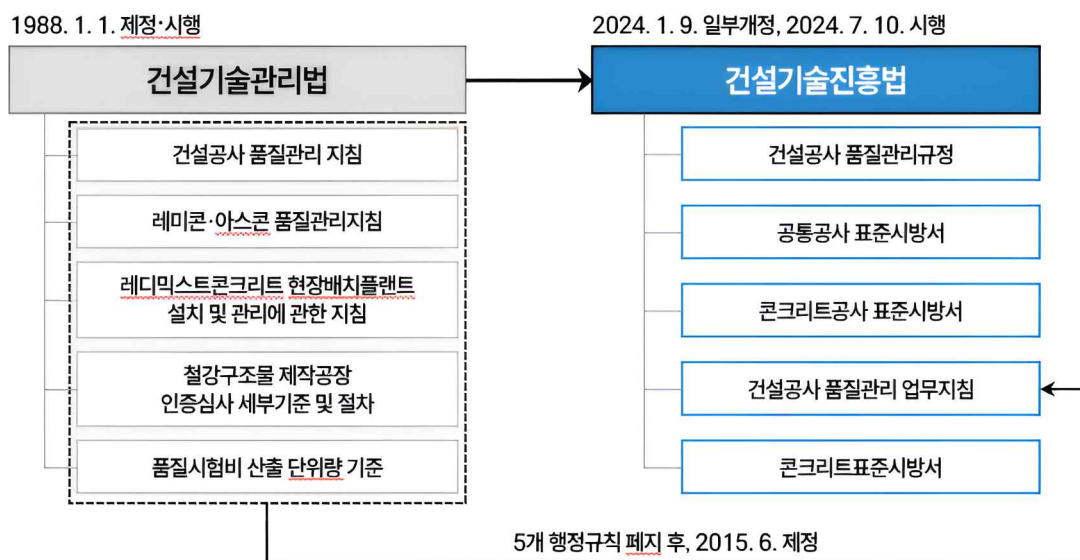 1988. 1. 1. 제정·시행
건설기술관리법
건설공사 품질관리 지침
레미콘·아스콘 품질관리지침
레디믹스트콘크리트 현장배치플랜트
설치 및 관리에 관한 지침
철강구조물 제작공장
인증심사 세부기준 및 절차
품질시험비 산출 단위량 기준
2024. 1. 9. 일부개정, 2024. 7. 10. 시행
건설기술진흥법
건설공사 품질관리규정
공통공사 표준시방서
콘크리트공사 표준시방서
건설공사 품질관리 업무지침
콘크리트표준시방서
5개 행정규칙 페지 후, 2015. 6. 제정